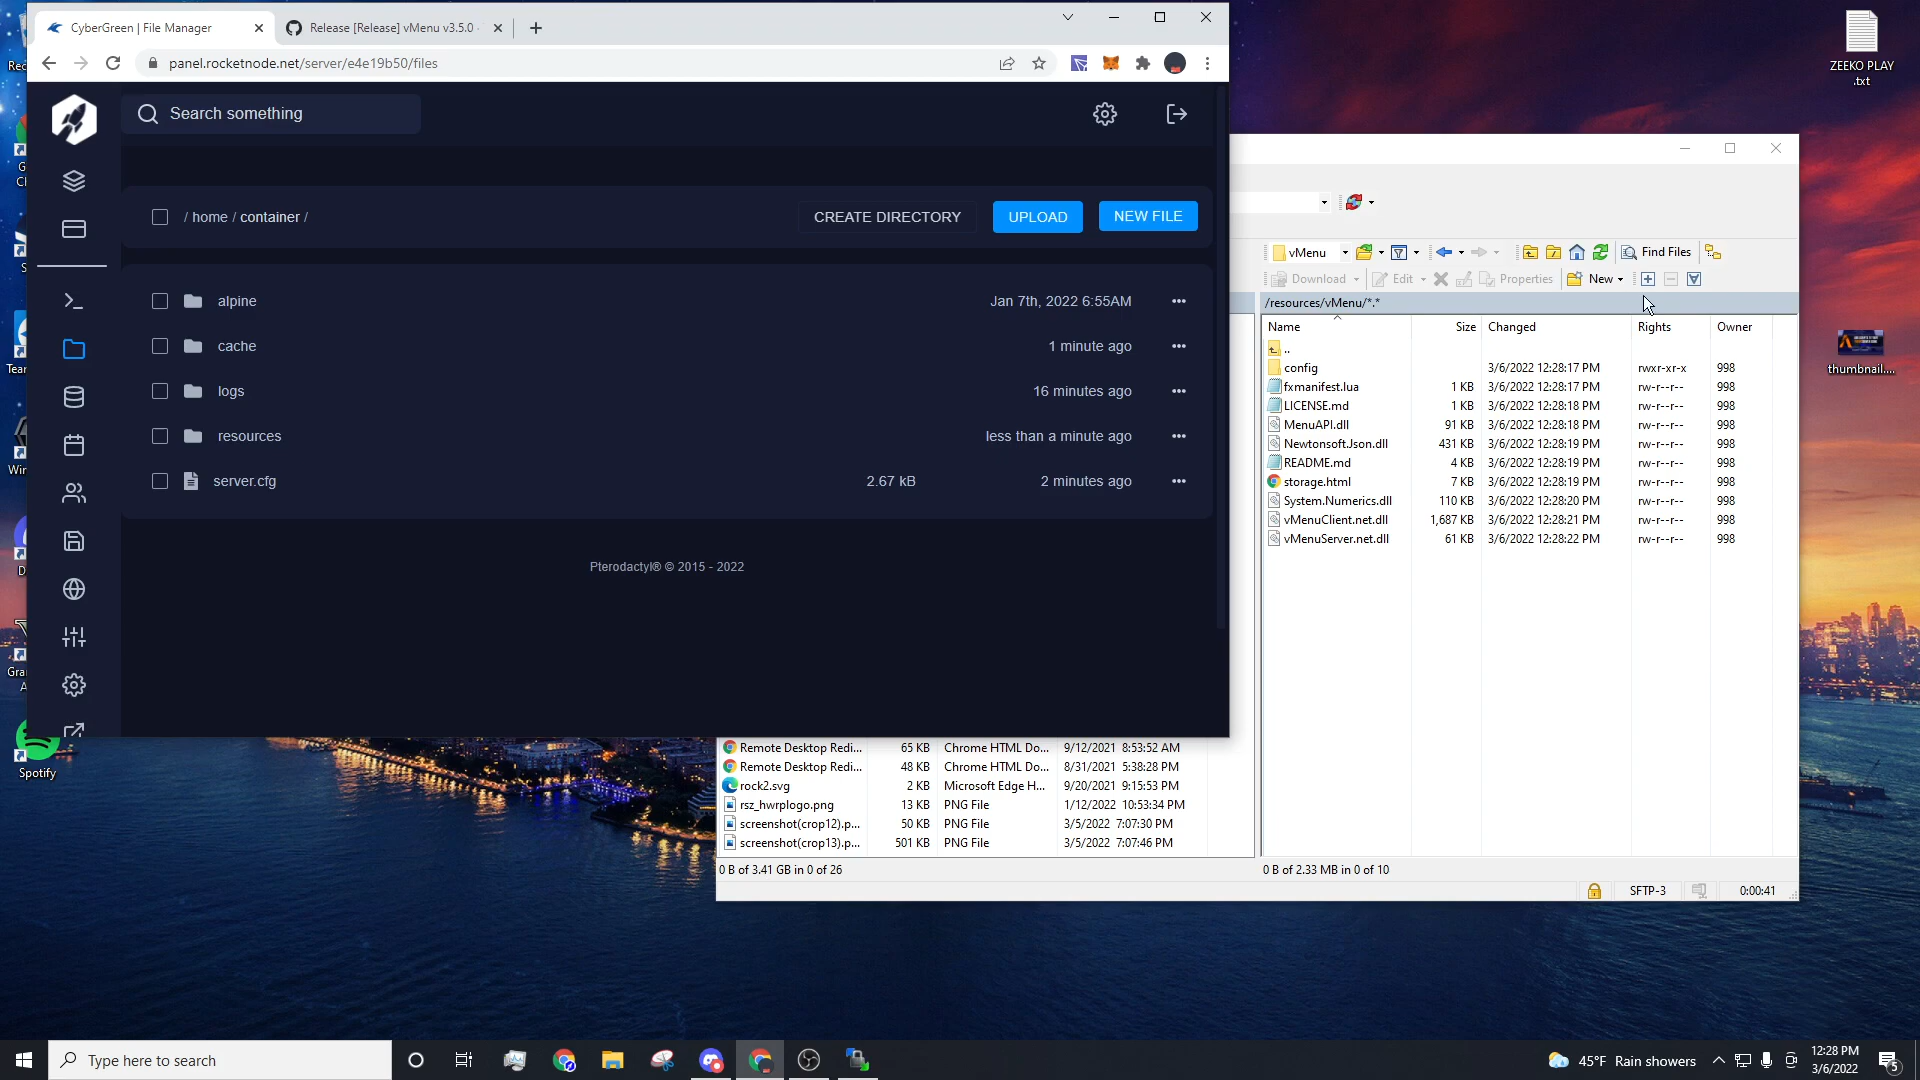 CyberGreen | File Manager
Release [Release] vMenu v3.5.0
panel.rocketnode.net/server/e4e19b50/files
Search something
/ home / container /
CREATE DIRECTORY
UPLOAD
NEW FILE
alpine
Jan 7th, 2022 6:55AM
cache
1 minute ago
logs
16 minutes ago
resources
less than a minute ago
server.cfg
2.67 kB
2 minutes ago
Pterodactyl® © 2015 - 2022
vMenu
Find Files
Download
Edit
Properties
New
/resources/vMenu/*.*
Name Size Changed Rights Owner
..
config 3/6/2022 12:28:17 PM rwxr-xr-x 998
fxmanifest.lua 1 KB 3/6/2022 12:28:17 PM rw-r--r-- 998
LICENSE.md 1 KB 3/6/2022 12:28:18 PM rw-r--r-- 998
MenuAPI.dll 91 KB 3/6/2022 12:28:18 PM rw-r--r-- 998
Newtonsoft.Json.dll 431 KB 3/6/2022 12:28:19 PM rw-r--r-- 998
README.md 4 KB 3/6/2022 12:28:19 PM rw-r--r-- 998
storage.html 7 KB 3/6/2022 12:28:19 PM rw-r--r-- 998
System.Numerics.dll 110 KB 3/6/2022 12:28:20 PM rw-r--r-- 998
vMenuClient.net.dll 1,687 KB 3/6/2022 12:28:21 PM rw-r--r-- 998
vMenuServer.net.dll 61 KB 3/6/2022 12:28:22 PM rw-r--r-- 998
Remote Desktop Redi... 65 KB Chrome HTML Do... 9/12/2021 8:53:52 AM
Remote Desktop Redi... 48 KB Chrome HTML Do... 8/31/2021 5:38:28 PM
rock2.svg 2 KB Microsoft Edge H... 9/20/2021 9:15:53 PM
rsz_hwrplogo.png 13 KB PNG File 1/12/2022 10:53:34 PM
screenshot(crop12).p... 50 KB PNG File 3/5/2022 7:07:30 PM
screenshot(crop13).p... 501 KB PNG File 3/5/2022 7:07:46 PM
0 B of 3.41 GB in 0 of 26
0 B of 2.33 MB in 0 of 10
SFTP-3
0:00:41
ZEEKO PLAY
.txt
thumbnail....
Spotify
Type here to search
45°F Rain showers
12:28 PM
3/6/2022
5